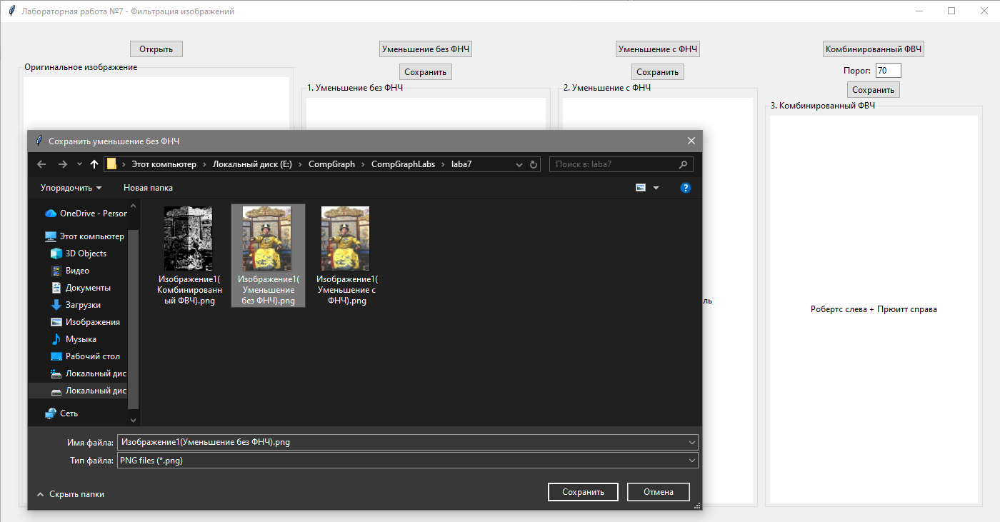 Лабораторная работа №7 - Фильтрация изображений
Открыть
Уменьшение без ФНЧ
Уменьшение с ФНЧ
Комбинированный ФВЧ
Сохранить
Сохранить
Порог: 70
Сохранить
Оригинальное изображение
1. Уменьшение без ФНЧ
2. Уменьшение с ФНЧ
3. Комбинированный ФВЧ
Сохранить уменьшение без ФНЧ
Этот компьютер
Локальный диск (E:)
CompGraph
CompGraphLabs
laba7
Поиск в: laba7
Упорядочить
Новая папка
?
OneDrive - Person
Этот компьютер
3D Objects
Видео
Документы
Загрузки
Изображения
Музыка
Рабочий стол
Локальный дис
Локальный дис
Сеть
Изображение1(
Комбинированн
ый ФВЧ).png
Изображение1(
Уменьшение
без ФНЧ).png
Изображение1(
Уменьшение с
ФНЧ).png
ль
Робертс слева + Прюитт справа
Имя файла: Изображение1(Уменьшение без ФНЧ).png
Тип файла: PNG files (*.png)
Скрыть папки
Сохранить
Отмена